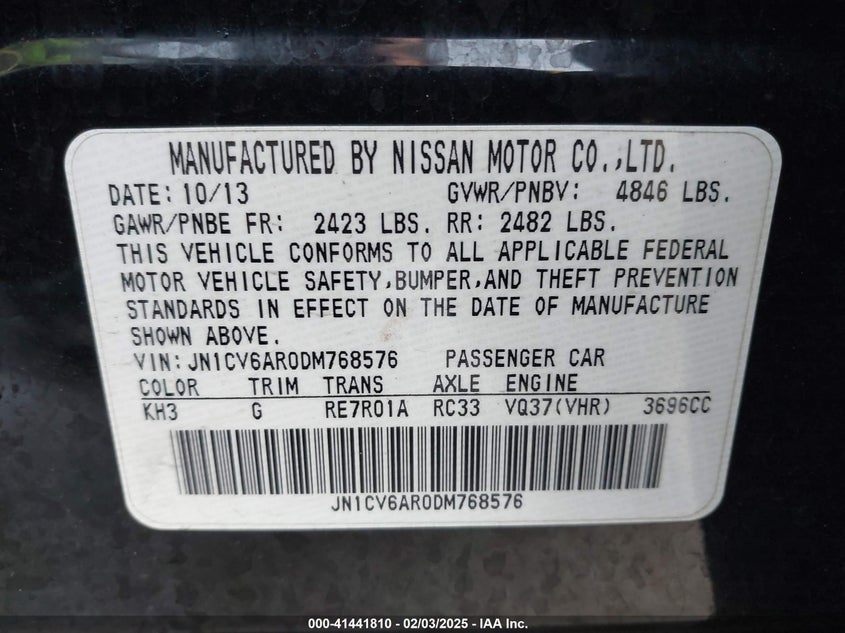 MANUFACTURED BY NISSAN MOTOR CO.,LTD.
DATE: 10/13 GVWR/PNBV: 4846 LBS.
GAWR/PNBE FR: 2423 LBS. RR: 2482 LBS.
THIS VEHICLE CONFORMS TO ALL APPLICABLE FEDERAL
MOTOR VEHICLE SAFETY,BUMPER,AND THEFT PREVENTION
STANDARDS IN EFFECT ON THE DATE OF MANUFACTURE
SHOWN ABOVE.
VIN: JN1CV6AR0DM768576 PASSENGER CAR
COLOR TRIM TRANS AXLE ENGINE
KH3 G RE7R01A RC33 VQ37(VHR) 3696CC
JN1CV6AR0DM768576
000-41441810 — 02/03/2025 — IAA Inc.